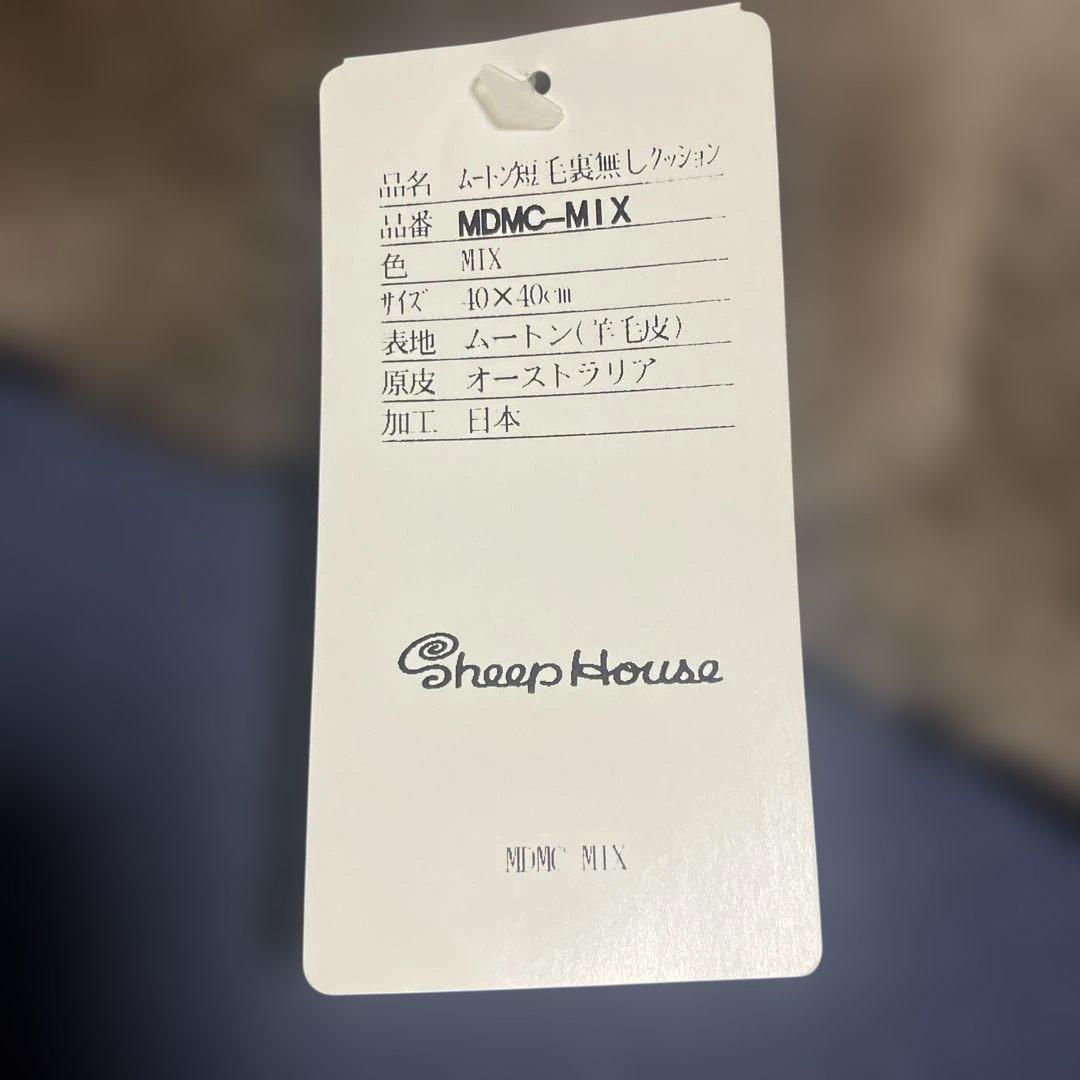 品名 ムートン短毛裏無しクッション
品番 MDMC-MIX
色 MIX
サイズ 40×40cm
表地 ムートン(羊毛皮)
原皮 オーストラリア
加工 日本
Sheep House
MDMC MIX